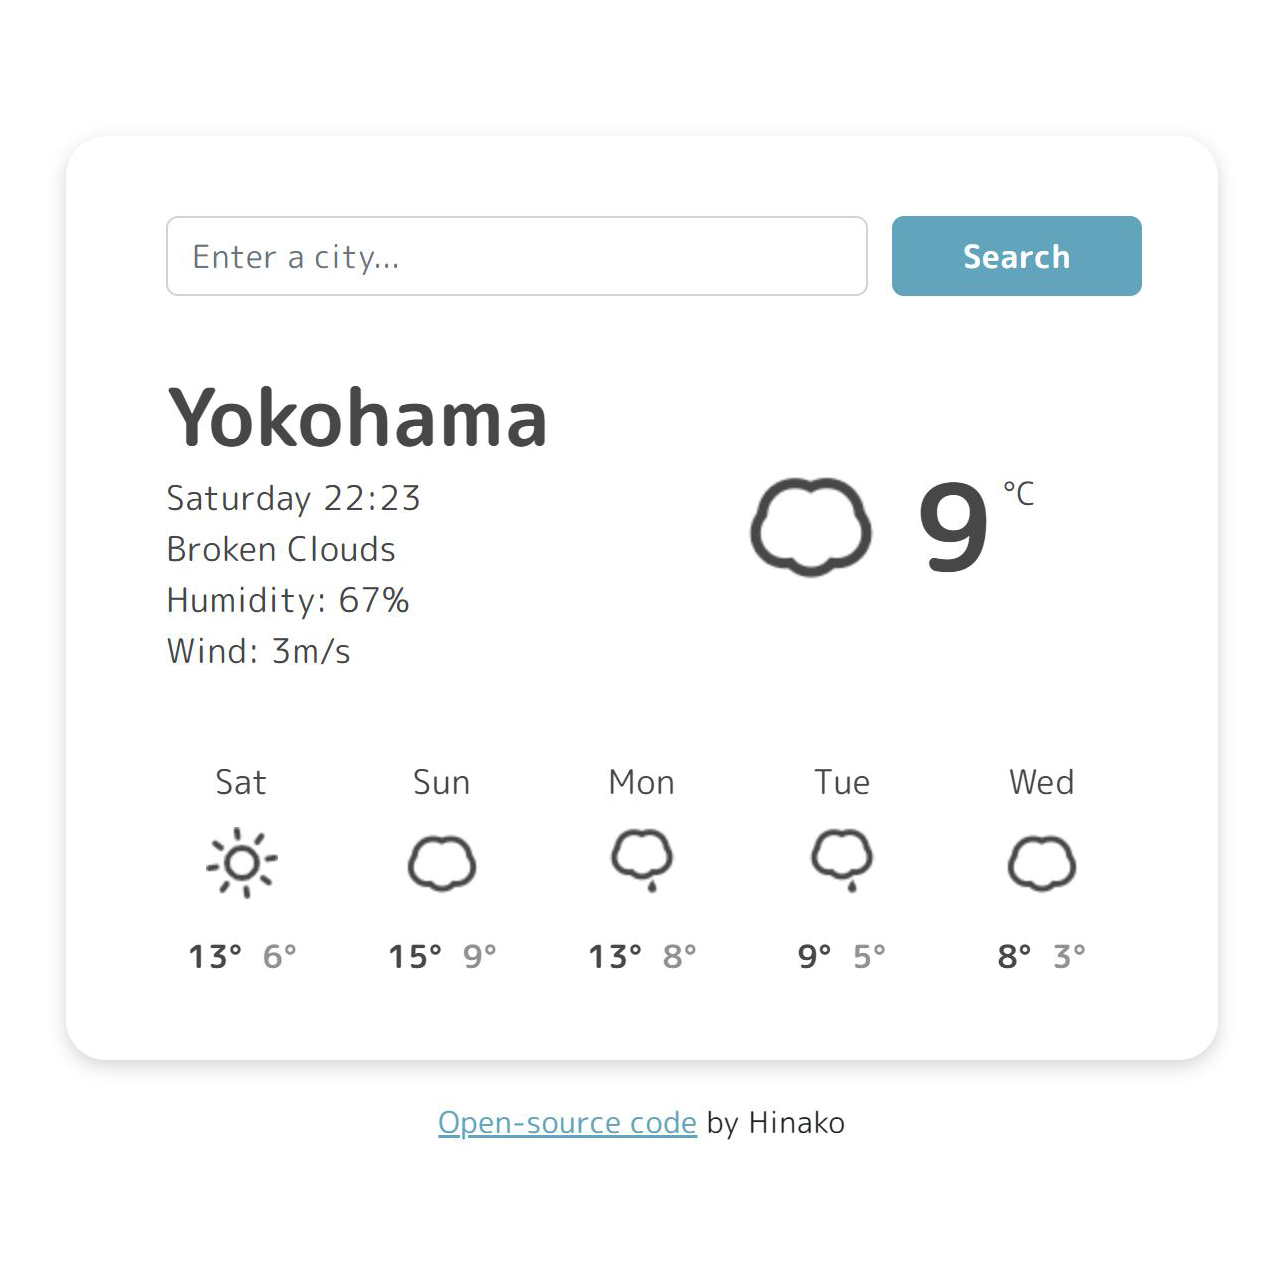 Enter a city...
Search
Yokohama
Saturday 22:23
Broken Clouds
Humidity: 67%
Wind: 3m/s
9 °C
Sat Sun Mon Tue Wed
13° 6° 15° 9° 13° 8° 9° 5° 8° 3°
Open-source code by Hinako